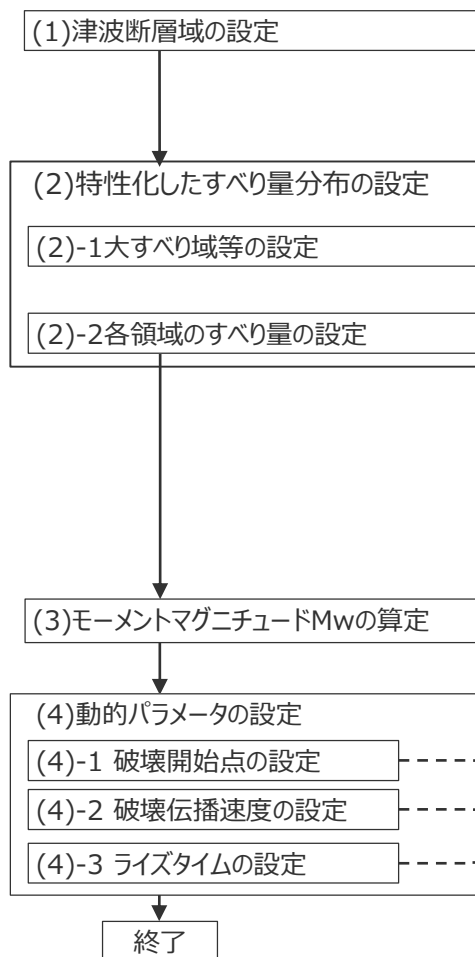 (1)津波断層域の設定
(2)特性化したすべり量分布の設定
(2)-1大すべり域等の設定
(2)-2各領域のすべり量の設定
(3)モーメントマグニチュードMwの算定
(4)動的パラメータの設定
(4)-1 破壊開始点の設定
(4)-2 破壊伝播速度の設定
(4)-3 ライズタイムの設定
終了